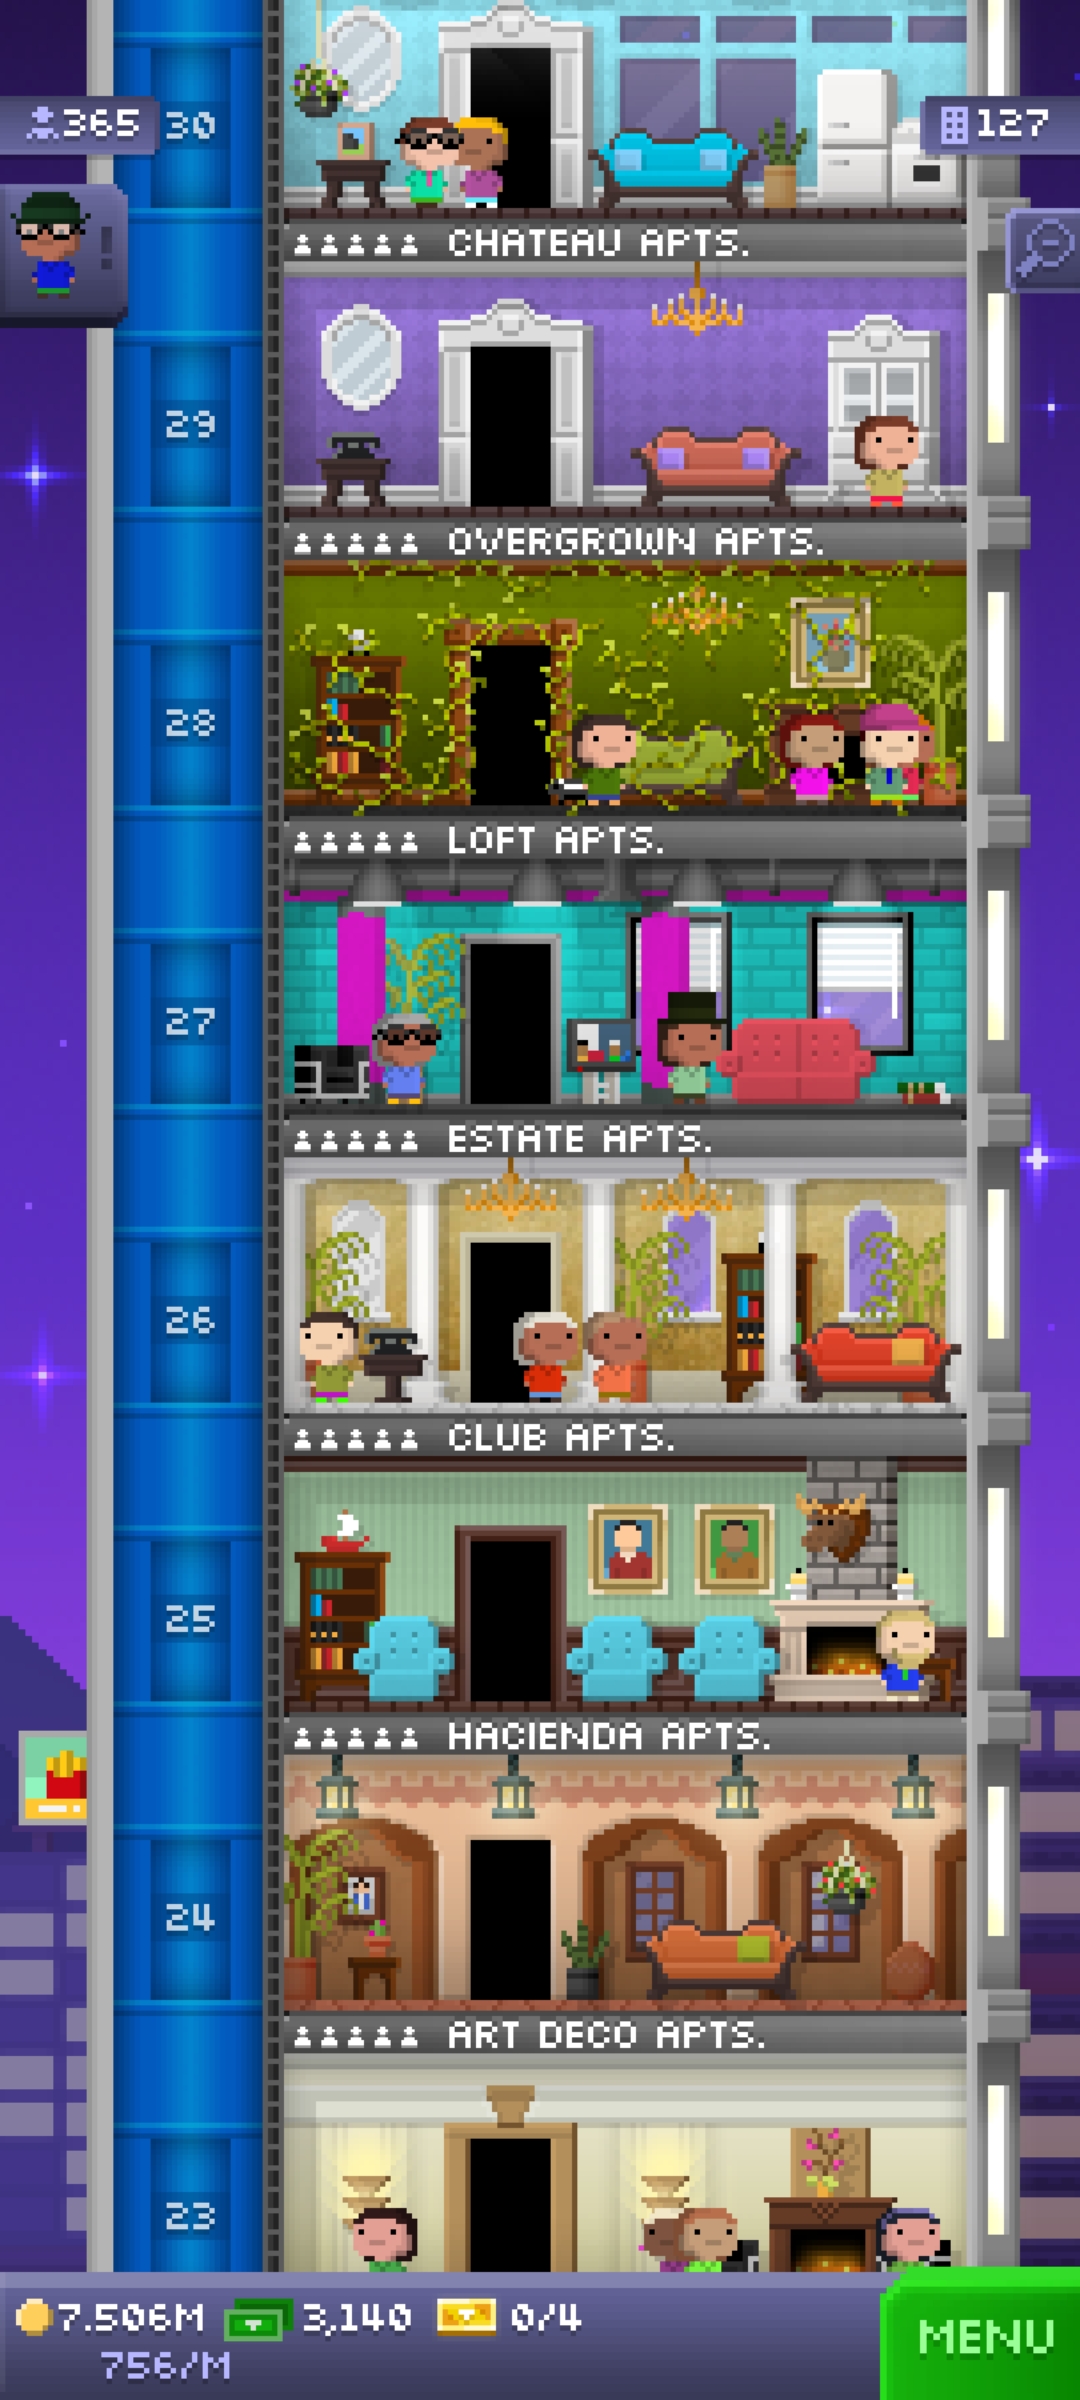 365
30
127
CHATEAU APTS.
29
OVERGROWN APTS.
28
LOFT APTS.
27
ESTATE APTS.
26
CLUB APTS.
25
HACIENDA APTS.
24
ART DECO APTS.
23
7.506M 3,140 0/4
756/M
MENU